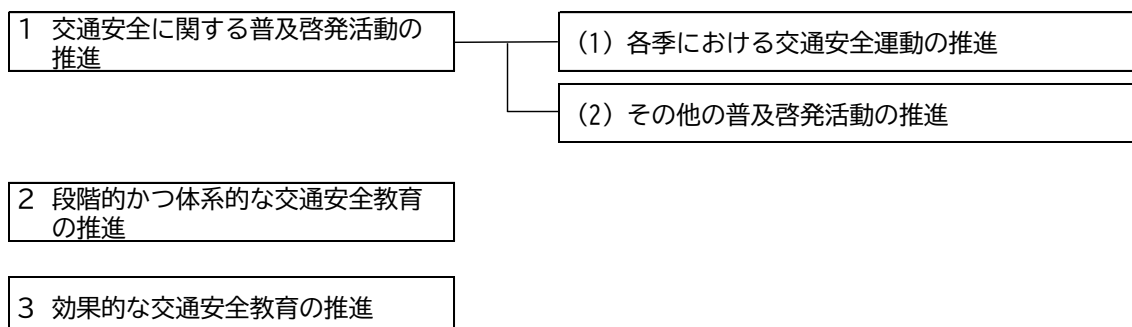 1 交通安全に関する普及啓発活動の
推進
(1) 各季における交通安全運動の推進
(2) その他の普及啓発活動の推進
2 段階的かつ体系的な交通安全教育
の推進
3 効果的な交通安全教育の推進